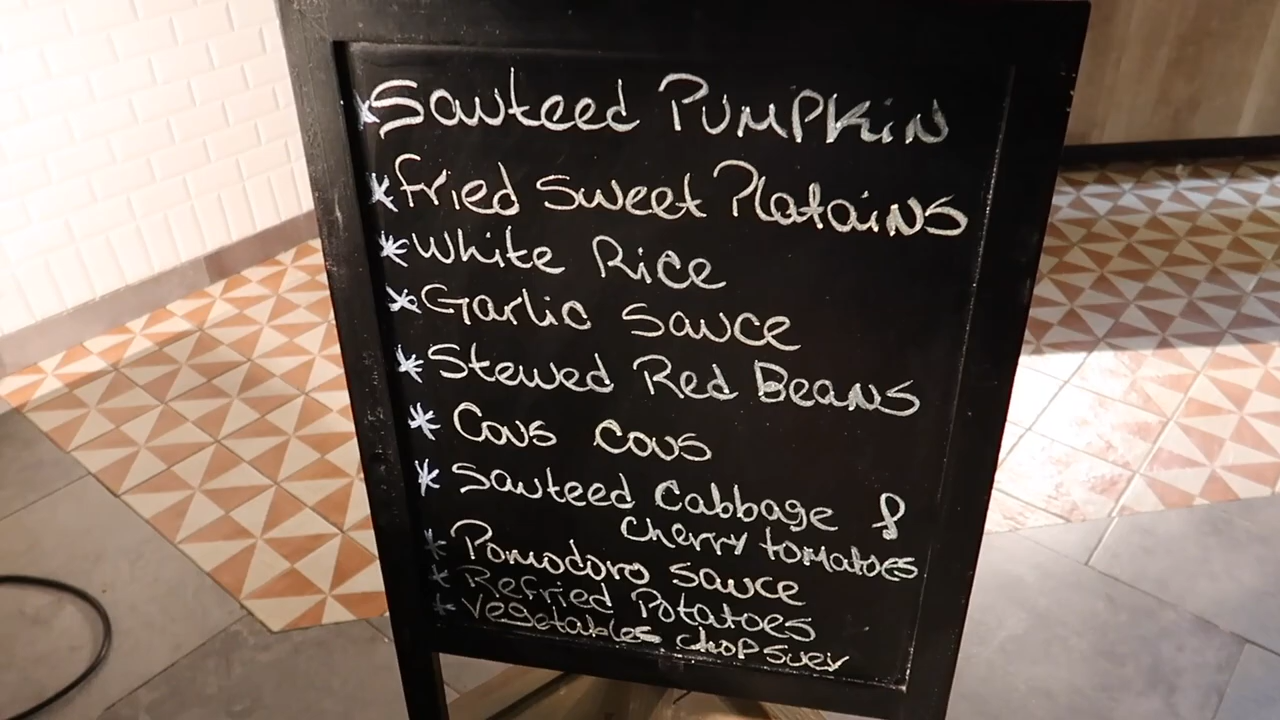 *Sauteed Pumpkin
*Fried Sweet Platains
*White Rice
*Garlic Sauce
*Stewed Red Beans
*Cous cous
*Sauteed Cabbage &
Cherry tomatoes
*Pomodoro sauce
*Refried Potatoes
*Vegetables chop suey